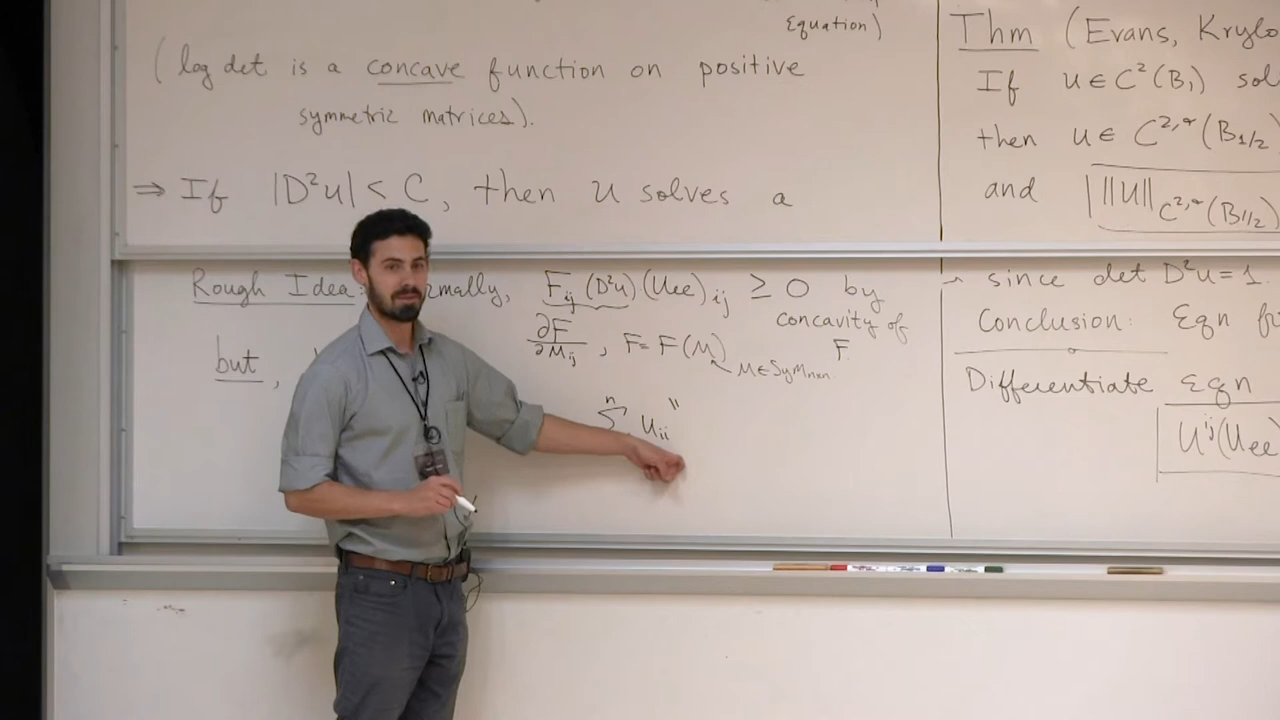 Equation)
(log det is a concave function on positive
symmetric matrices).
⇒ If |D²u| < C, then u solves a
Rough Idea: Formally, F_ij (D²u)(u_ee)_ij ≥ 0 by
concavity of
F.
∂F/∂M_ij, F = F(M)
M ∈ Sym_nxn.
but,
n
Σ u_ii"
Thm (Evans, Krylo
If u ∈ C²(B₁) sol
then u ∈ C^{2,α}(B_{1/2})
and ||u||_{C^{2,α}(B_{1/2})}
since det D²u = 1.
Conclusion: Eqn
Differentiate Eqn
U^{ij}(u_ee)